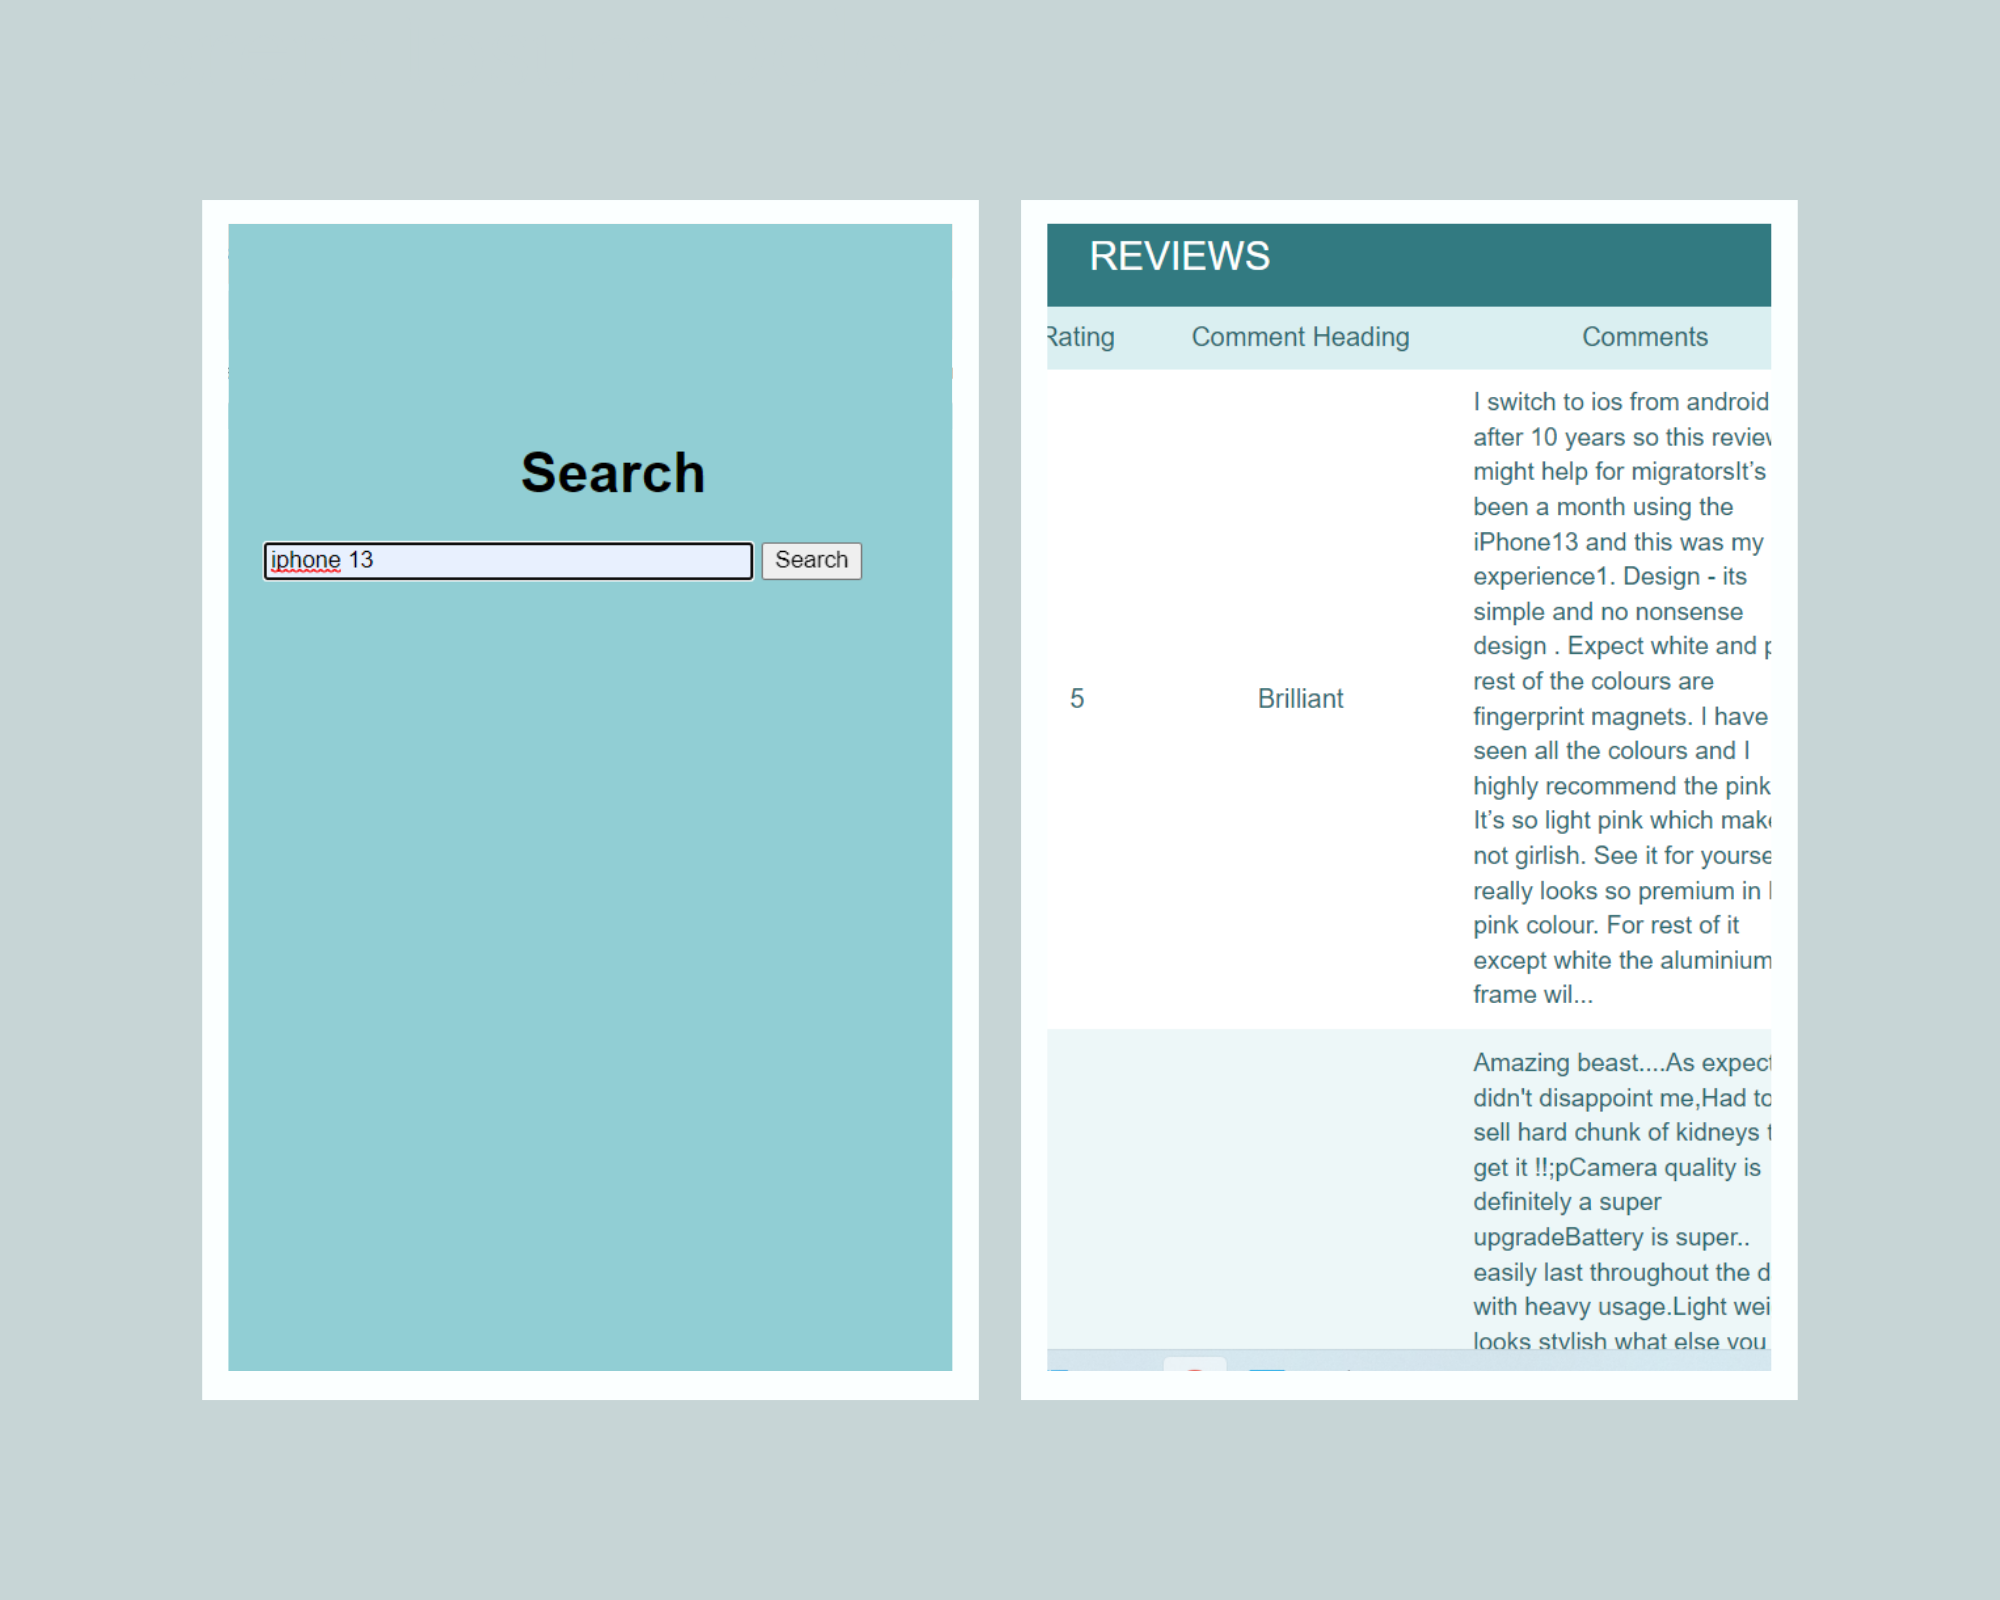 Search
iphone 13
Search
REVIEWS
Rating Comment Heading Comments
5 Brilliant
I switch to ios from android
after 10 years so this review
might help for migratorsIt’s
been a month using the
iPhone13 and this was my
experience1. Design - its
simple and no nonsense
design . Expect white and
rest of the colours are
fingerprint magnets. I have
seen all the colours and I
highly recommend the pink
It’s so light pink which
not girlish. See it for
really looks so premium in
pink colour. For rest of it
except white the aluminium
frame wil...
Amazing beast....As
didn't disappoint me,Had to
sell hard chunk of kidneys
get it !!;pCamera quality is
definitely a super
upgradeBattery is super..
easily last throughout the
with heavy usage.Light
looks stylish what else you